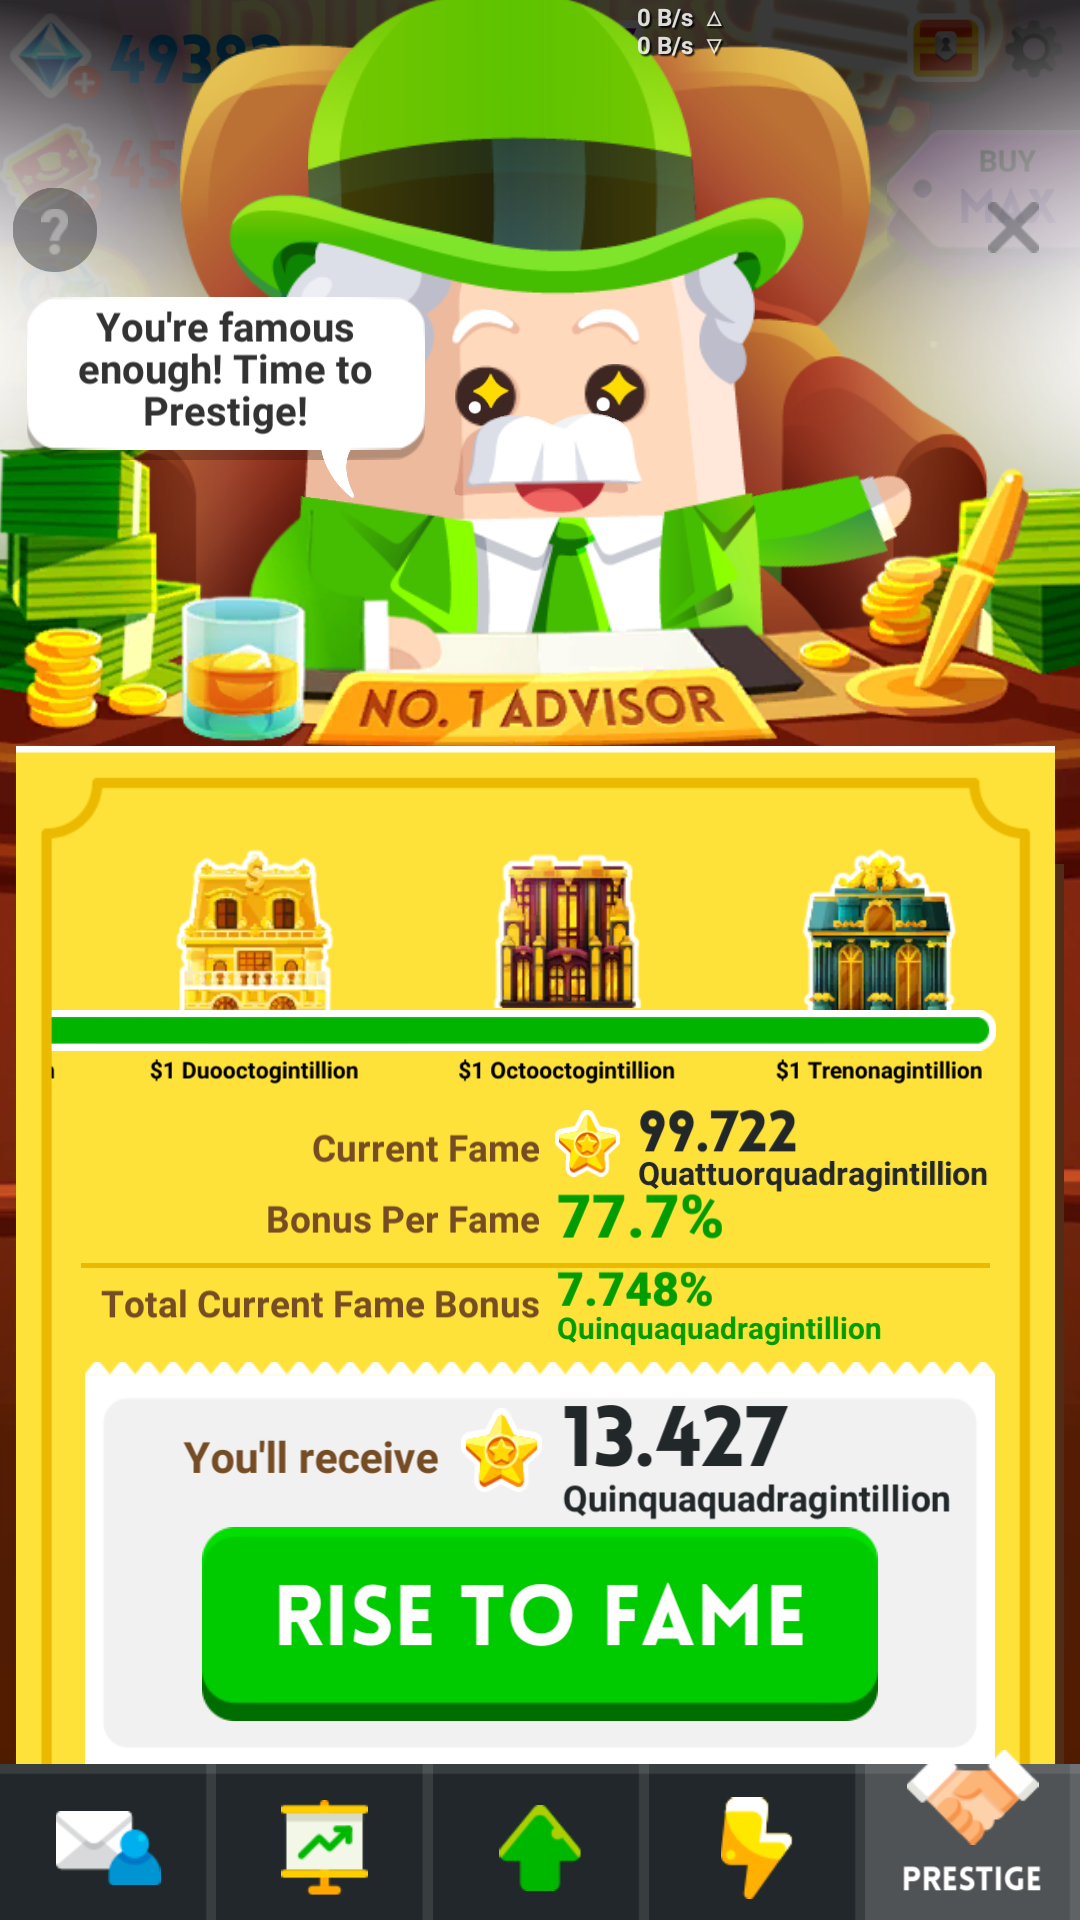 0 B/s △
0 B/s ▽
49382
45
BUY
MAX
?
You're famous
enough! Time to
Prestige!
NO. 1 ADVISOR
$1 Duooctogintillion
$1 Octooctogintillion
$1 Trenonagintillion
Current Fame
99.722
Quattuorquadragintillion
Bonus Per Fame
77.7%
Total Current Fame Bonus
7.748%
Quinquaquadragintillion
You'll receive
13.427
Quinquaquadragintillion
RISE TO FAME
PRESTIGE